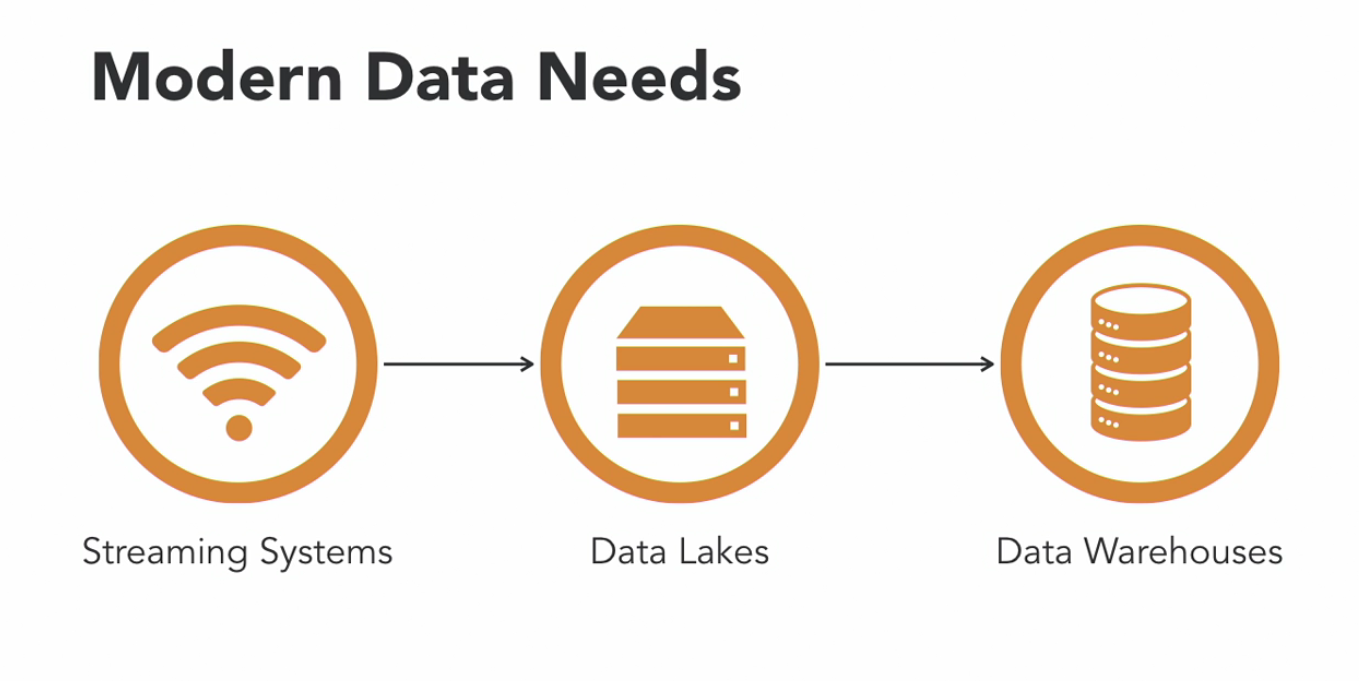 Modern Data Needs
Streaming Systems
Data Lakes
Data Warehouses